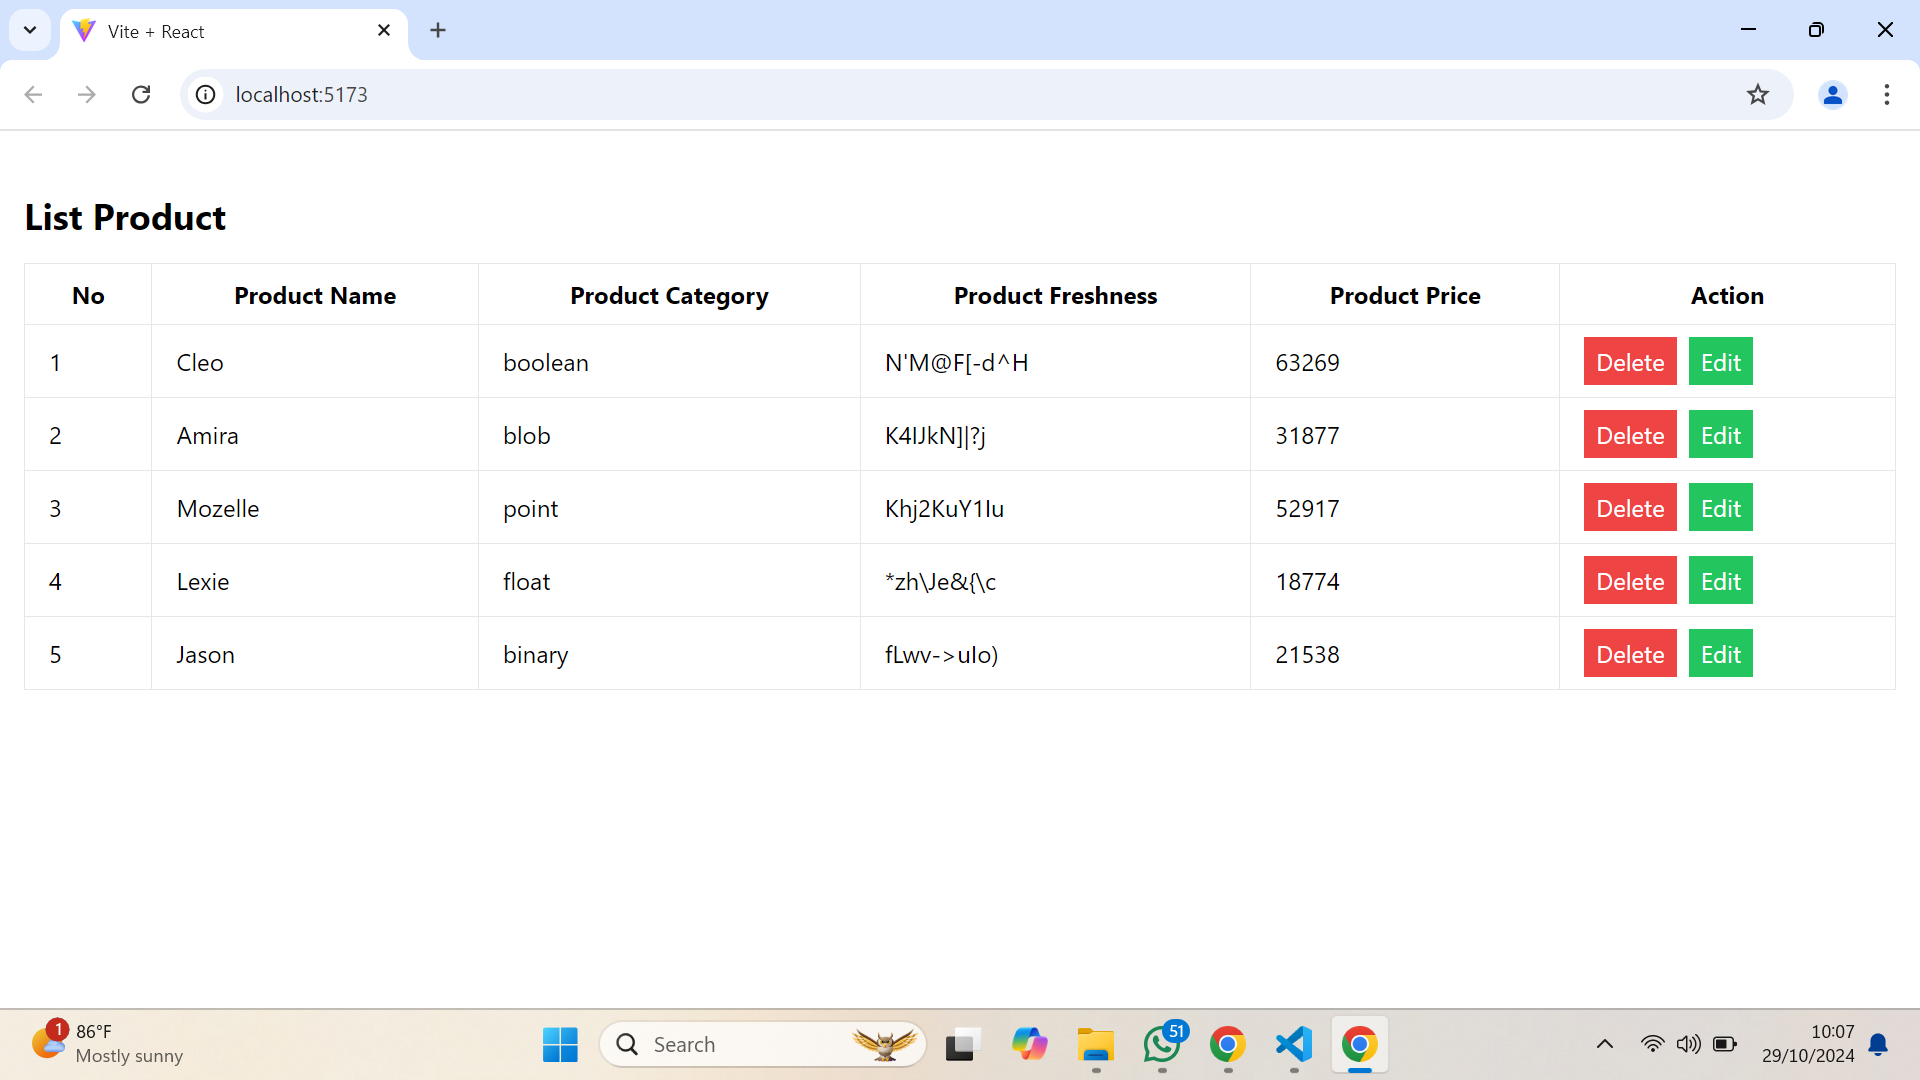 Vite + React
localhost:5173
List Product
No Product Name Product Category Product Freshness Product Price Action
1 Cleo boolean N'M@F[-d^H 63269 Delete Edit
2 Amira blob K4IJkN]|?j 31877 Delete Edit
3 Mozelle point Khj2KuY1Iu 52917 Delete Edit
4 Lexie float *zh\Je&{\c 18774 Delete Edit
5 Jason binary fLwv->uIo) 21538 Delete Edit
1
86°F
Mostly sunny
Search
51
10:07
29/10/2024